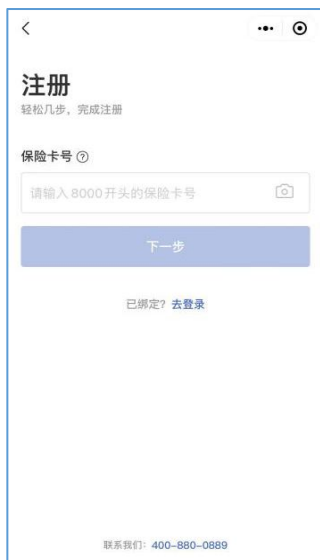 注册
轻松几步，完成注册
保险卡号
请输入8000开头的保险卡号
下一步
已绑定？去登录
联系我们：400-880-0889